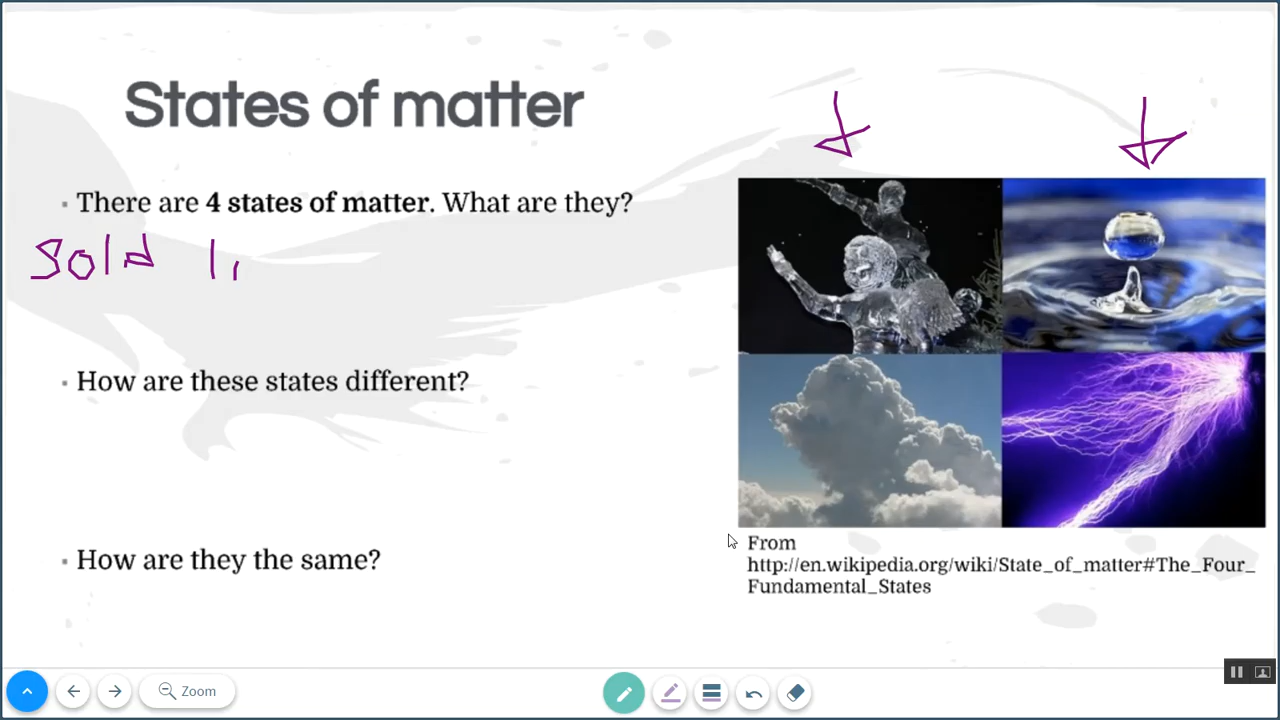 States of matter
There are 4 states of matter. What are they?
Sold li
How are these states different?
How are they the same?
From
http://en.wikipedia.org/wiki/State_of_matter#The_Four_
Fundamental_States
Zoom